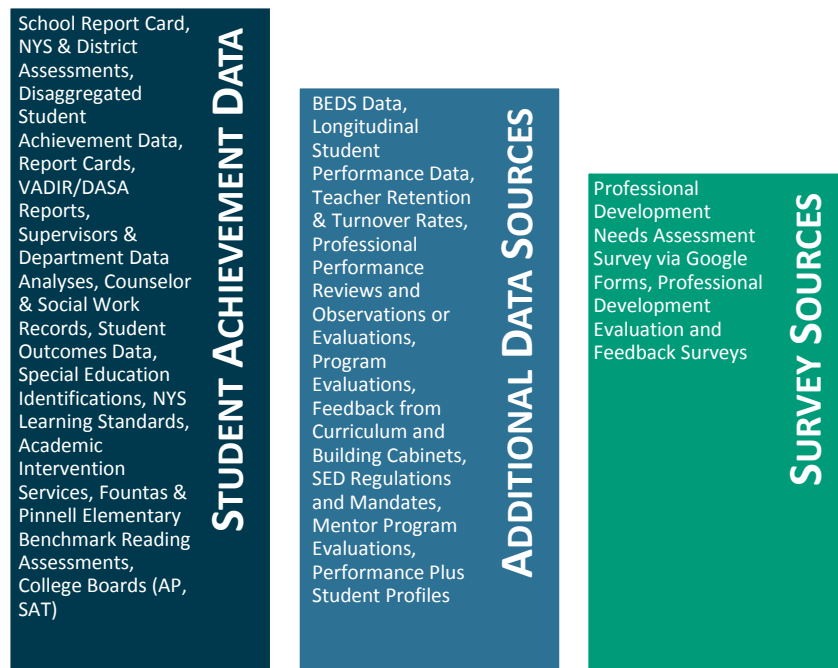 School Report Card,
NYS & District
Assessments,
Disaggregated
Student
Achievement Data,
Report Cards,
VADIR/DASA
Reports,
Supervisors &
Department Data
Analyses, Counselor
& Social Work
Records, Student
Outcomes Data,
Special Education
Identifications, NYS
Learning Standards,
Academic
Intervention
Services, Fountas &
Pinnell Elementary
Benchmark Reading
Assessments,
College Boards (AP,
SAT)
STUDENT ACHIEVEMENT DATA
BEDS Data,
Longitudinal
Student
Performance Data,
Teacher Retention
& Turnover Rates,
Professional
Performance
Reviews and
Observations or
Evaluations,
Program
Evaluations,
Feedback from
Curriculum and
Building Cabinets,
SED Regulations
and Mandates,
Mentor Program
Evaluations,
Performance Plus
Student Profiles
ADDITIONAL DATA SOURCES
Professional
Development
Needs Assessment
Survey via Google
Forms, Professional
Development
Evaluation and
Feedback Surveys
SURVEY SOURCES